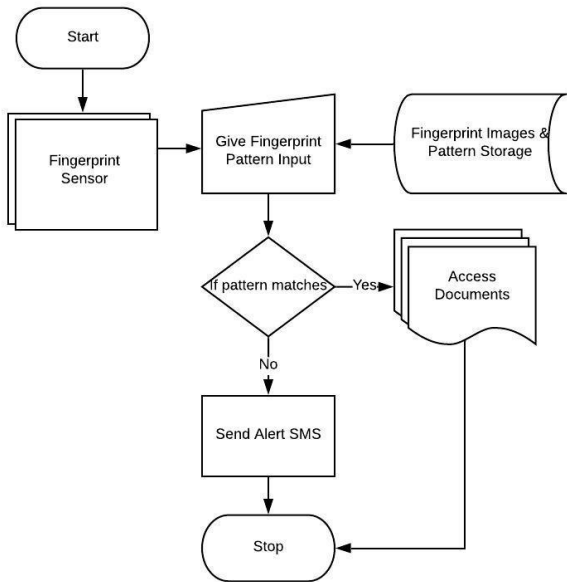 Start
Fingerprint
Sensor
Give Fingerprint
Pattern Input
Fingerprint Images &
Pattern Storage
If pattern matches
Yes
Access
Documents
No
Send Alert SMS
Stop